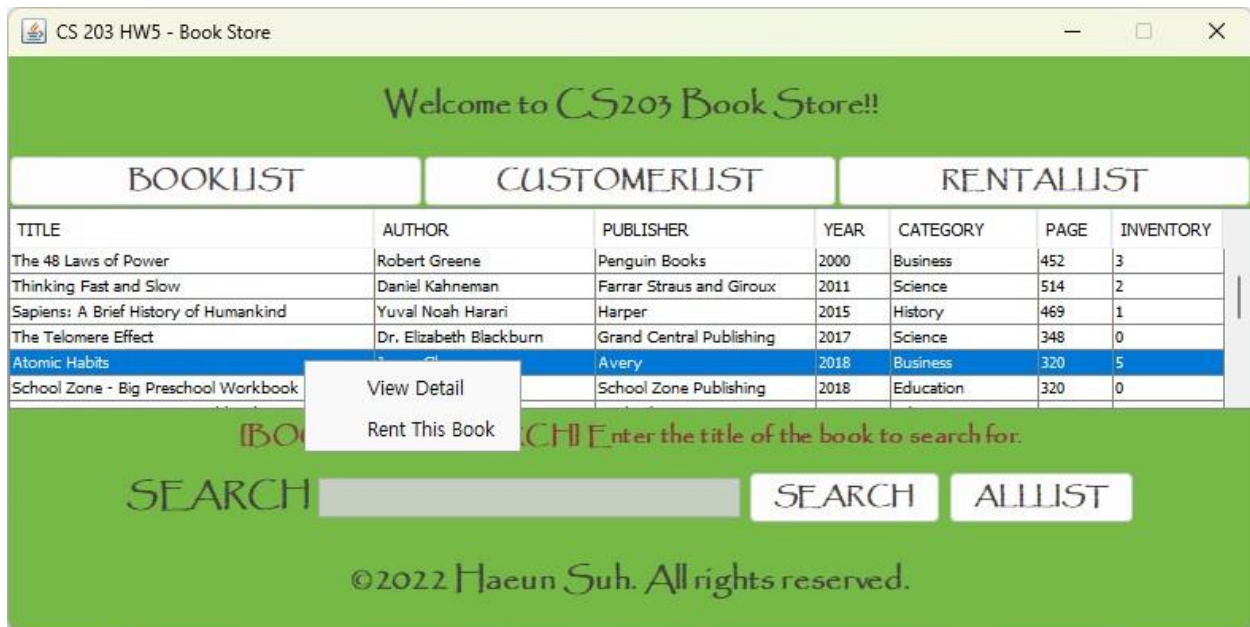 CS 203 HW5 - Book Store
Welcome to CS203 Book Store!!
BOOKLIST CUSTOMERLIST RENTALLIST
TITLE AUTHOR PUBLISHER YEAR CATEGORY PAGE INVENTORY
The 48 Laws of Power Robert Greene Penguin Books 2000 Business 452 3
Thinking Fast and Slow Daniel Kahneman Farrar Straus and Giroux 2011 Science 514 2
Sapiens: A Brief History of Humankind Yuval Noah Harari Harper 2015 History 469 1
The Telomere Effect Dr. Elizabeth Blackburn Grand Central Publishing 2017 Science 348 0
Atomic Habits Avery 2018 Business 320 5
School Zone - Big Preschool Workbook School Zone Publishing 2018 Education 320 0
View Detail
Rent This Book
Enter the title of the book to search for.
SEARCH SEARCH ALLLIST
©2022 Haeun Suh. All rights reserved.